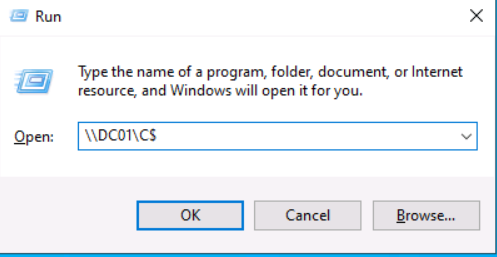 Run
Type the name of a program, folder, document, or Internet
resource, and Windows will open it for you.
Open: \\DC01\C$
OK Cancel Browse...